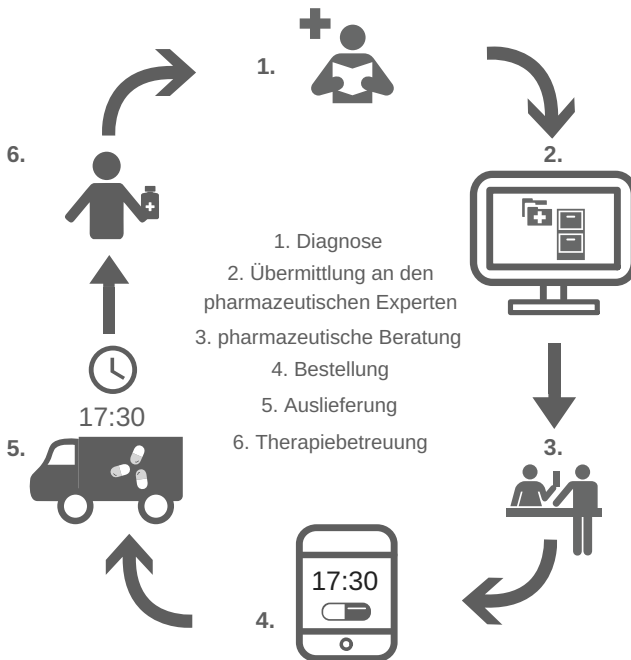 1.
2.
6.
1. Diagnose
2. Übermittlung an den
pharmazeutischen Experten
3. pharmazeutische Beratung
4. Bestellung
5. Auslieferung
6. Therapiebetreuung
17:30
5.
3.
17:30
4.